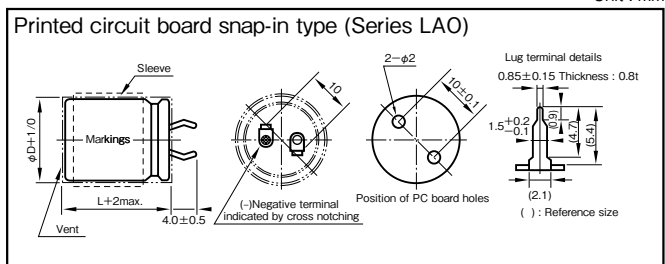 Unit : mm
Printed circuit board snap-in type (Series LAO)
Sleeve
φD+1/0
Markings
L+2max.
4.0±0.5
Vent
10
(-)Negative terminal
indicated by cross notching
2-φ2
10±0.1
Position of PC board holes
Lug terminal details
0.85±0.15 Thickness : 0.8t
1.5+0.2
-0.1
(0.9)
(4.7)
(5.4)
(2.1)
( ) : Reference size